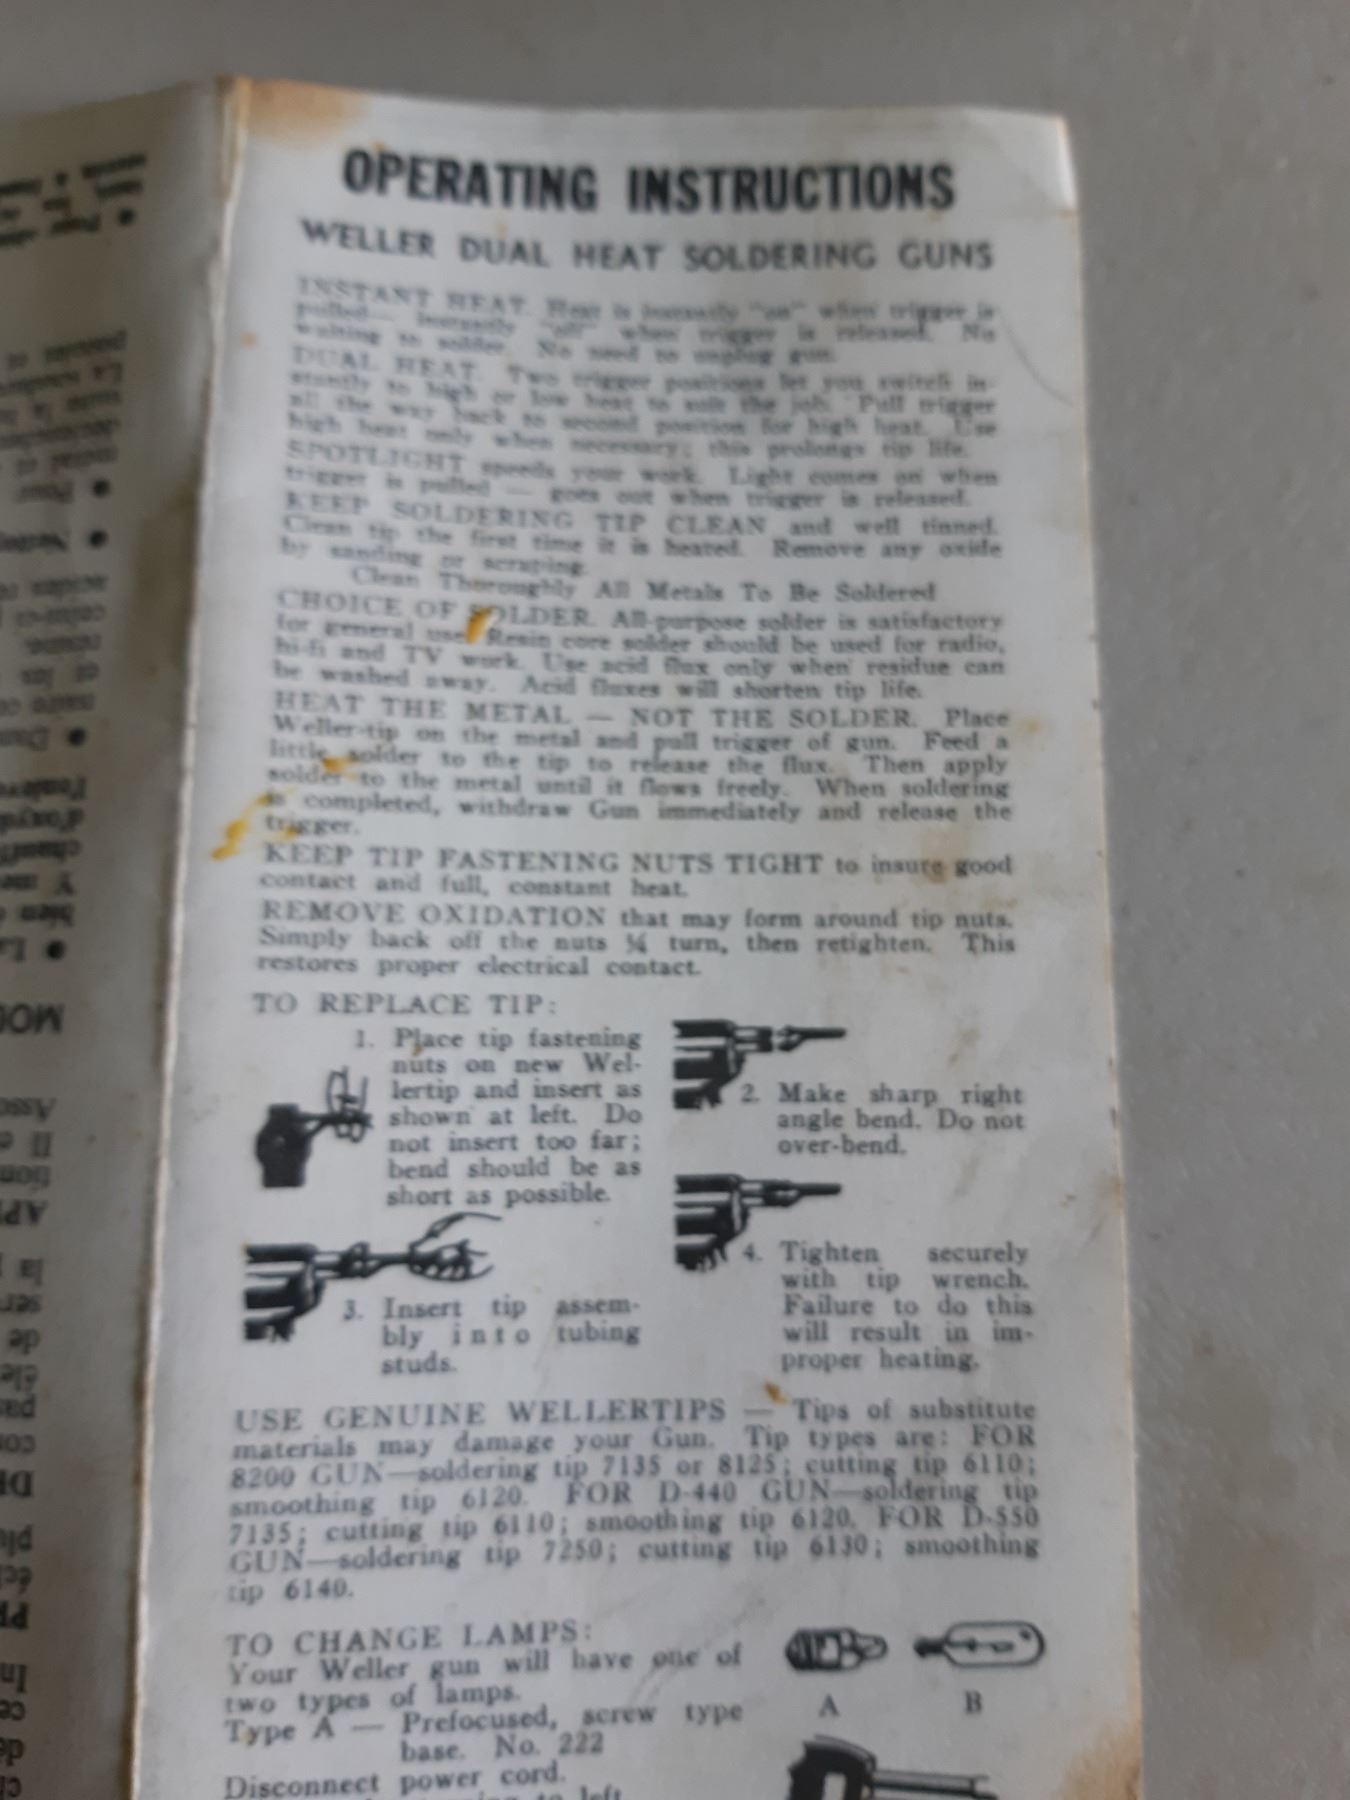 OPERATING INSTRUCTIONS
WELLER DUAL HEAT SOLDERING GUNS
INSTANT HEAT. Heat is instantly "on" when trigger is
pulled— instantly "off" when trigger is released. No
waiting to solder. No need to unplug gun.
DUAL HEAT. Two trigger positions let you switch in-
stantly to high or low heat to suit the job. Pull trigger
all the way back to second position for high heat. Use
high heat only when necessary; this prolongs tip life.
SPOTLIGHT speeds your work. Light comes on when
trigger is pulled — goes out when trigger is released.
KEEP SOLDERING TIP CLEAN and well tinned.
Clean tip the first time it is heated. Remove any oxide
by sanding or scraping.
Clean Thoroughly All Metals To Be Soldered
CHOICE OF SOLDER. All-purpose solder is satisfactory
for general use. Resin core solder should be used for radio,
hi-fi and TV work. Use acid flux only when residue can
be washed away. Acid fluxes will shorten tip life.
HEAT THE METAL — NOT THE SOLDER. Place
Weller-tip on the metal and pull trigger of gun. Feed a
little solder to the tip to release the flux. Then apply
solder to the metal until it flows freely. When soldering
is completed, withdraw Gun immediately and release the
trigger.
KEEP TIP FASTENING NUTS TIGHT to insure good
contact and full, constant heat.
REMOVE OXIDATION that may form around tip nuts.
Simply back off the nuts ¼ turn, then retighten. This
restores proper electrical contact.
TO REPLACE TIP:
1. Place tip fastening
nuts on new Wel-
lertip and insert as
shown at left. Do
not insert too far;
bend should be as
short as possible.
2. Make sharp right
angle bend. Do not
over-bend.
3. Insert tip assem-
bly into tubing
studs.
4. Tighten securely
with tip wrench.
Failure to do this
will result in im-
proper heating.
USE GENUINE WELLERTIPS — Tips of substitute
materials may damage your Gun. Tip types are: FOR
8200 GUN—soldering tip 7135 or 8125; cutting tip 6110;
smoothing tip 6120. FOR D-440 GUN—soldering tip
7135; cutting tip 6110; smoothing tip 6120. FOR D-550
GUN—soldering tip 7250; cutting tip 6130; smoothing
tip 6140.
TO CHANGE LAMPS:
Your Weller gun will have one of
two types of lamps.
Type A — Prefocused, screw type
base. No. 222
Disconnect power cord.
to left
A B